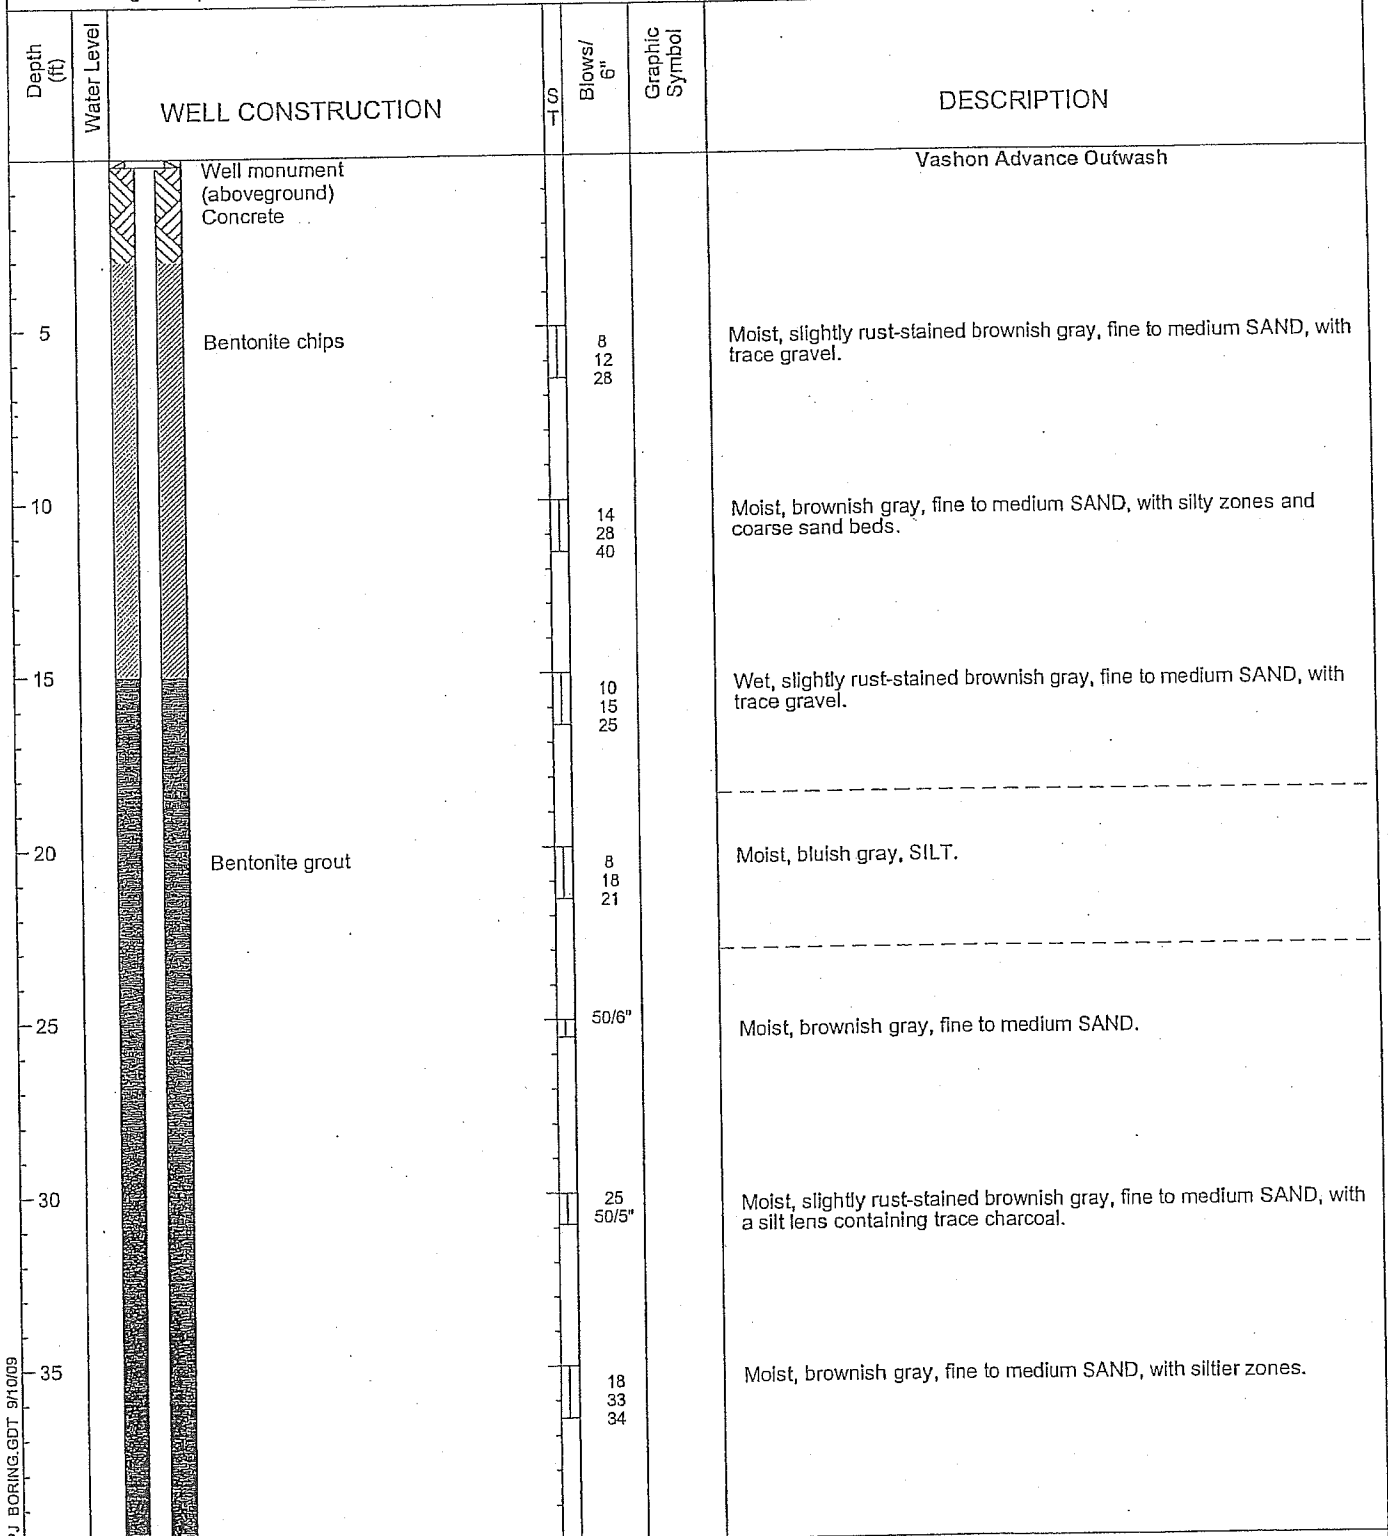 Depth
(ft)
Water Level
WELL CONSTRUCTION
S
T
Blows/
6"
Graphic
Symbol
DESCRIPTION
Well monument
(aboveground)
Concrete
Vashon Advance Outwash
5
Bentonite chips
8
12
28
Moist, slightly rust-stained brownish gray, fine to medium SAND, with
trace gravel.
10
14
28
40
Moist, brownish gray, fine to medium SAND, with silty zones and
coarse sand beds.
15
10
15
25
Wet, slightly rust-stained brownish gray, fine to medium SAND, with
trace gravel.
20
Bentonite grout
8
18
21
Moist, bluish gray, SILT.
25
50/6"
Moist, brownish gray, fine to medium SAND.
30
25
50/5"
Moist, slightly rust-stained brownish gray, fine to medium SAND, with
a silt lens containing trace charcoal.
35
18
33
34
Moist, brownish gray, fine to medium SAND, with siltier zones.
BORING.GDT 9/10/09